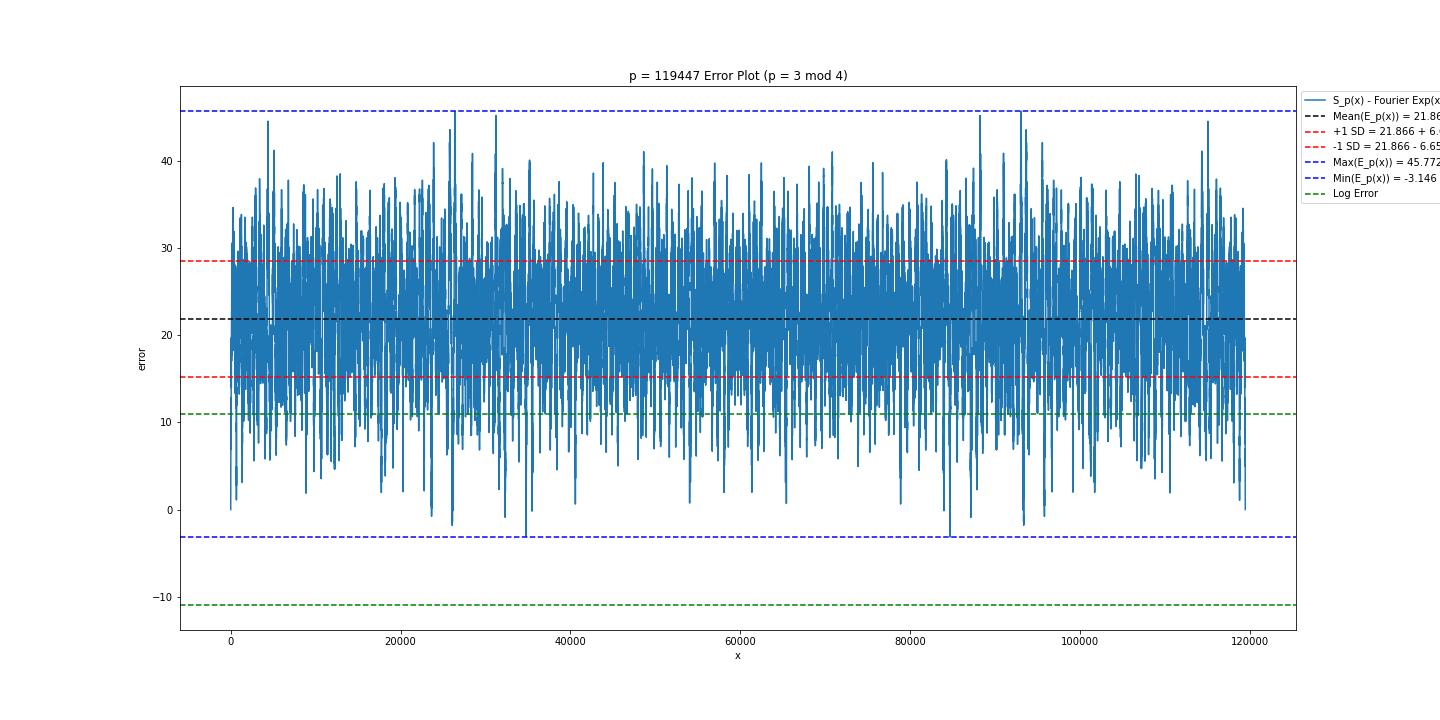 p = 119447 Error Plot (p = 3 mod 4)
S_p(x) - Fourier Exp(x
Mean(E_p(x)) = 21.86
+1 SD = 21.866 + 6.
-1 SD = 21.866 - 6.65
Max(E_p(x)) = 45.772
Min(E_p(x)) = -3.146
Log Error
error
40
30
20
10
0
−10
0 20000 40000 60000 80000 100000 120000
x